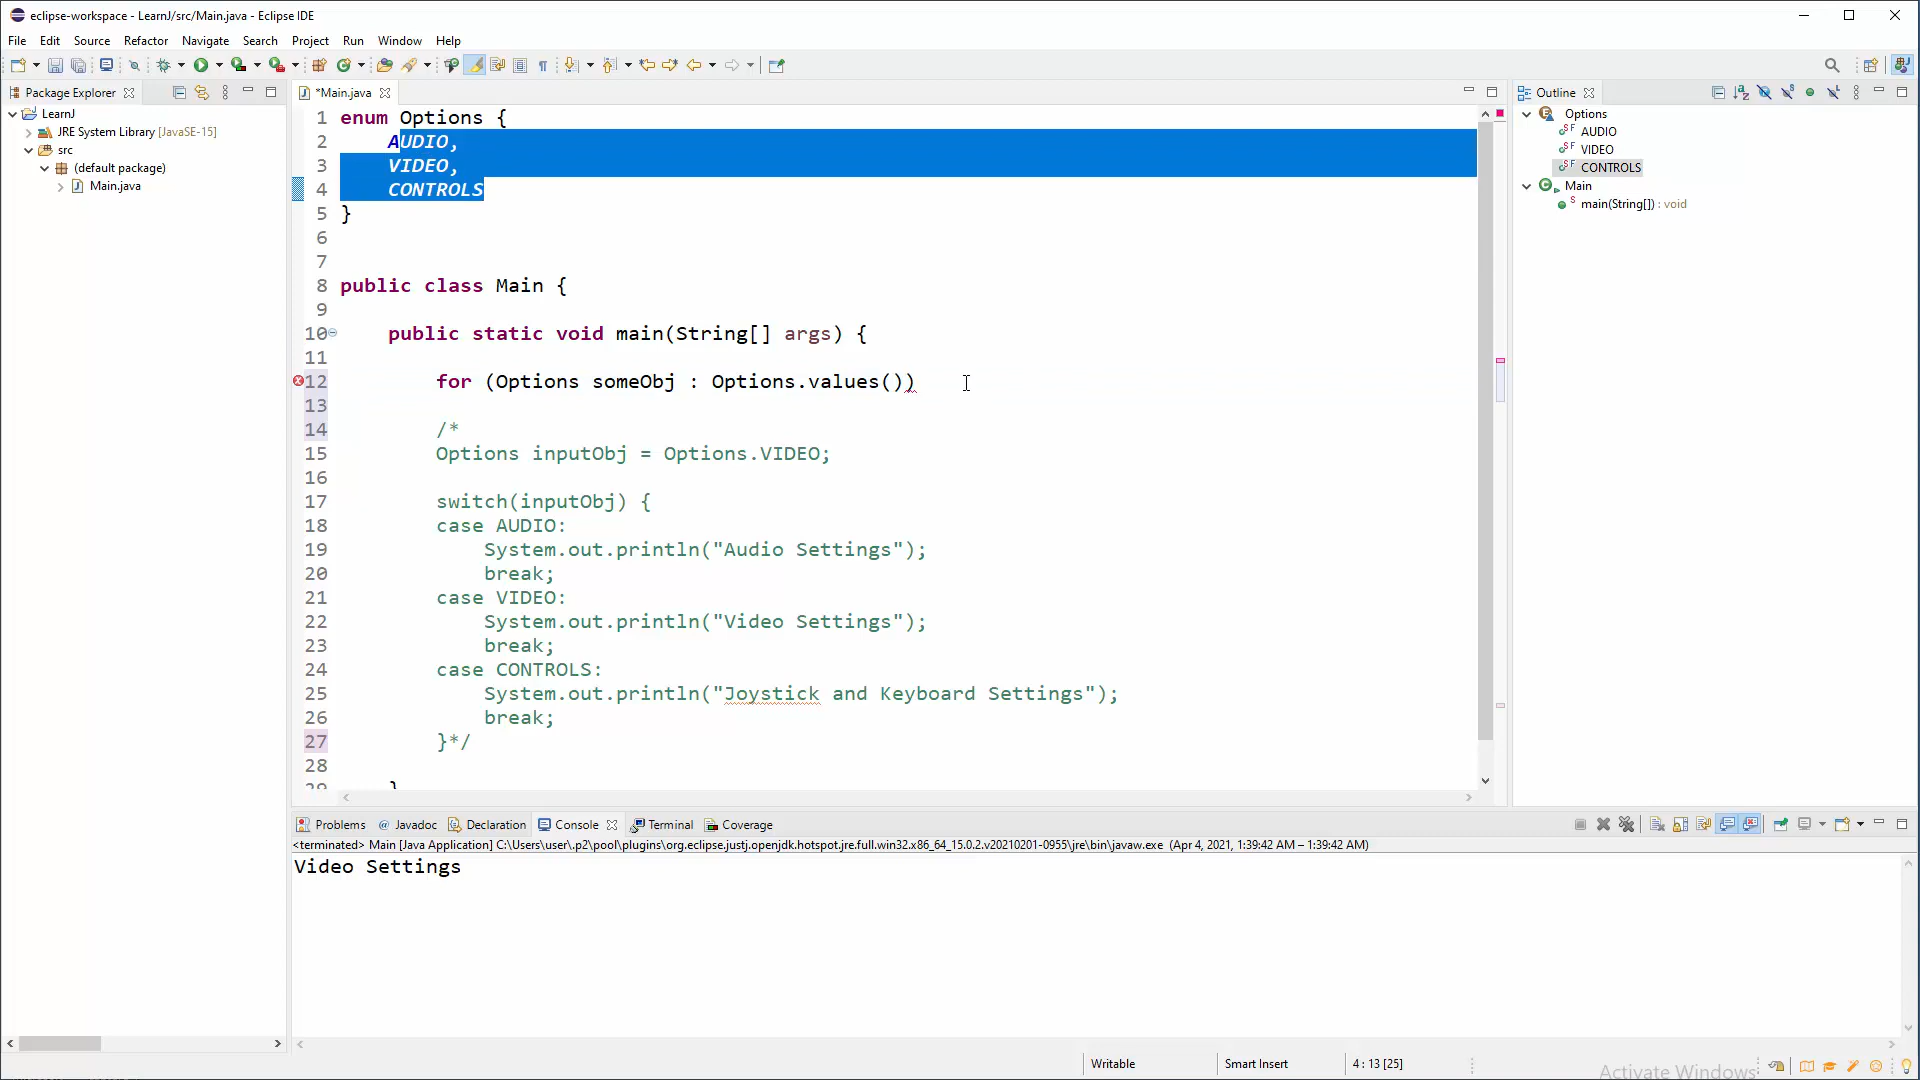 eclipse-workspace - LearnJ/src/Main.java - Eclipse IDE
File Edit Source Refactor Navigate Search Project Run Window Help
Package Explorer
LearnJ
JRE System Library [JavaSE-15]
src
(default package)
Main.java
*Main.java
1 enum Options {
2 AUDIO,
3 VIDEO,
4 CONTROLS
5 }
6
7
8 public class Main {
9
10 public static void main(String[] args) {
11
12 for (Options someObj : Options.values())
13
14 /*
15 Options inputObj = Options.VIDEO;
16
17 switch(inputObj) {
18 case AUDIO:
19 System.out.println("Audio Settings");
20 break;
21 case VIDEO:
22 System.out.println("Video Settings");
23 break;
24 case CONTROLS:
25 System.out.println("Joystick and Keyboard Settings");
26 break;
27 }*/
28
29 }
Outline
Options
AUDIO
VIDEO
CONTROLS
Main
main(String[]) : void
Problems @ Javadoc Declaration Console Terminal Coverage
<terminated> Main [Java Application] C:\Users\user\.p2\pool\plugins\org.eclipse.justj.openjdk.hotspot.jre.full.win32.x86_64_15.0.2.v20210201-0955\jre\bin\javaw.exe (Apr 4, 2021, 1:39:42 AM – 1:39:42 AM)
Video Settings
Writable Smart Insert 4 : 13 [25]
Activate Windows